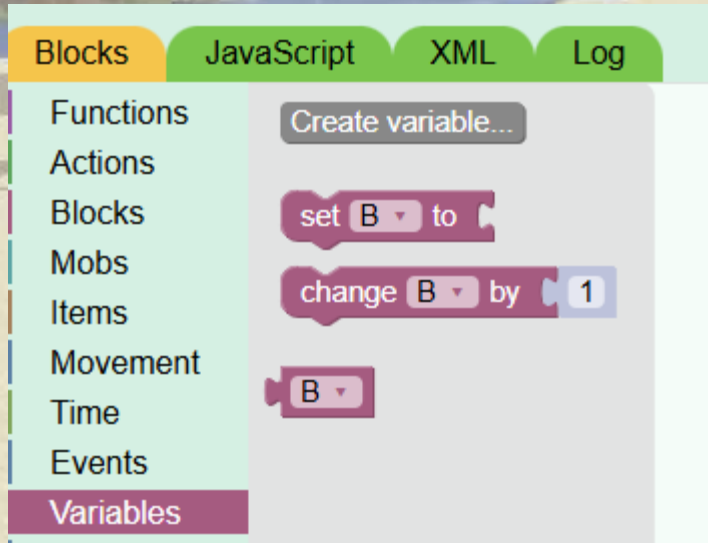 Blocks JavaScript XML Log
Functions
Actions
Blocks
Mobs
Items
Movement
Time
Events
Variables
Create variable...
set B to
change B by 1
B